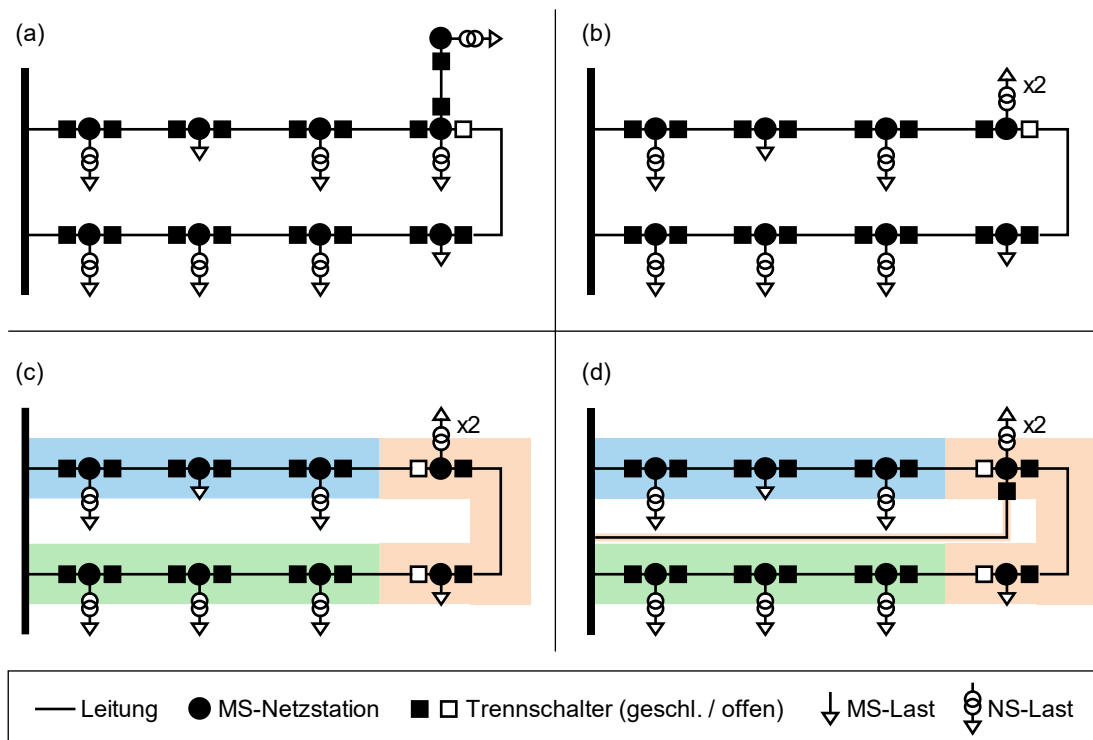 (a)
(b)
x2
(c)
x2
(d)
x2
Leitung MS-Netzstation Trennschalter (geschl. / offen) MS-Last NS-Last